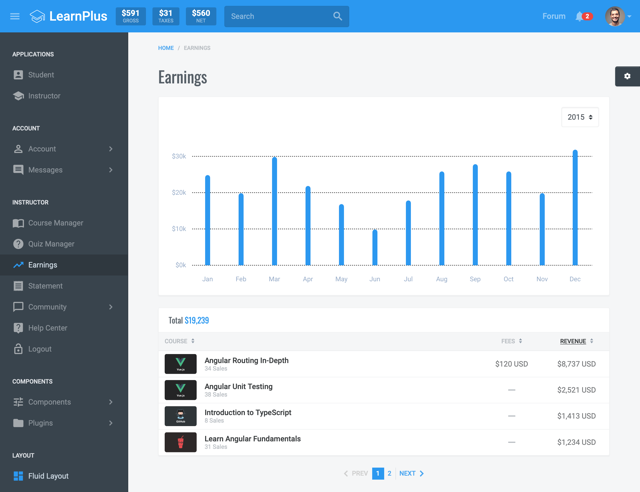 LearnPlus
$591
GROSS
$31
TAXES
$560
NET
Search
Forum
2
APPLICATIONS
Student
Instructor
ACCOUNT
Account
Messages
INSTRUCTOR
Course Manager
Quiz Manager
Earnings
Statement
Community
Help Center
Logout
COMPONENTS
Components
Plugins
LAYOUT
Fluid Layout
HOME / EARNINGS
Earnings
2015
$30k
$20k
$10k
$0k
Jan Feb Mar Apr May Jun Jul Aug Sep Oct Nov Dec
Total $19,239
COURSE FEES REVENUE
Angular Routing In-Depth
34 Sales
$120 USD
$8,737 USD
Angular Unit Testing
38 Sales
—
$2,521 USD
Introduction to TypeScript
8 Sales
—
$1,413 USD
Learn Angular Fundamentals
31 Sales
—
$1,234 USD
PREV 1 2 NEXT